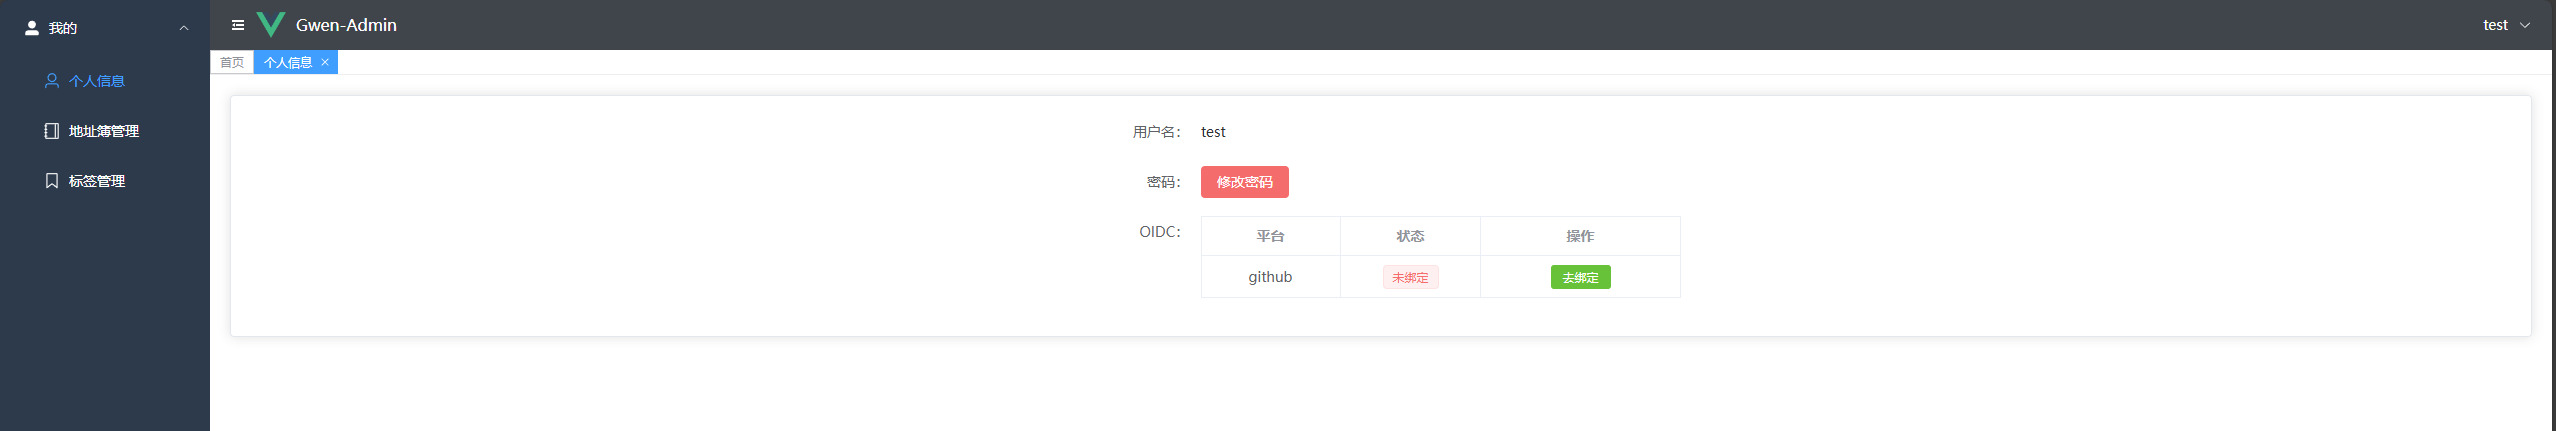 我的
个人信息
地址簿管理
标签管理
Gwen-Admin
test
首页 个人信息
用户名： test
密码： 修改密码
OIDC：
平台 状态 操作
github 未绑定 去绑定